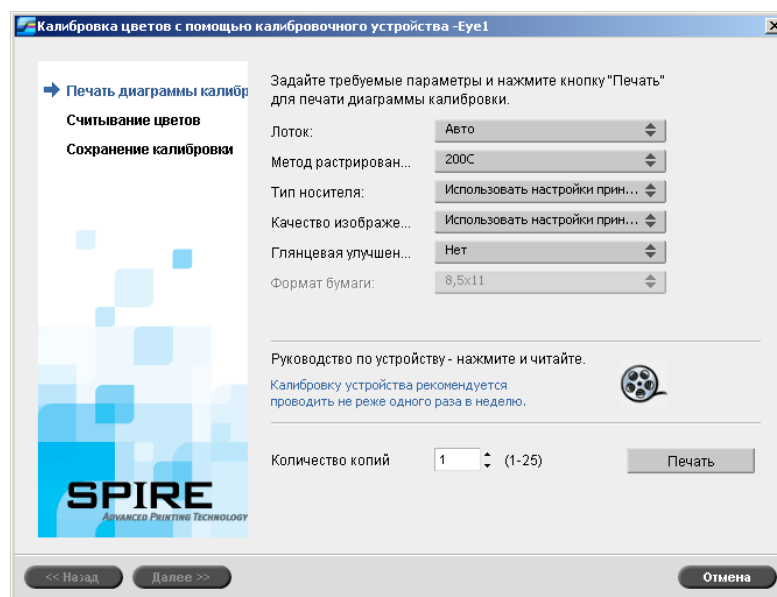 Калибровка цветов с помощью калибровочного устройства -Eye1
Печать диаграммы калибр
Считывание цветов
Сохранение калибровки
Задайте требуемые параметры и нажмите кнопку "Печать"
для печати диаграммы калибровки.
Лоток: Авто
Метод растрирован... 200C
Тип носителя: Использовать настройки прин...
Качество изображе... Использовать настройки прин...
Глянцевая улучшен... Нет
Формат бумаги: 8,5x11
Руководство по устройству - нажмите и читайте.
Калибровку устройства рекомендуется
проводить не реже одного раза в неделю.
Количество копий 1 (1-25) Печать
SPIRE
ADVANCED PRINTING TECHNOLOGY
<< Назад Далее >> Отмена